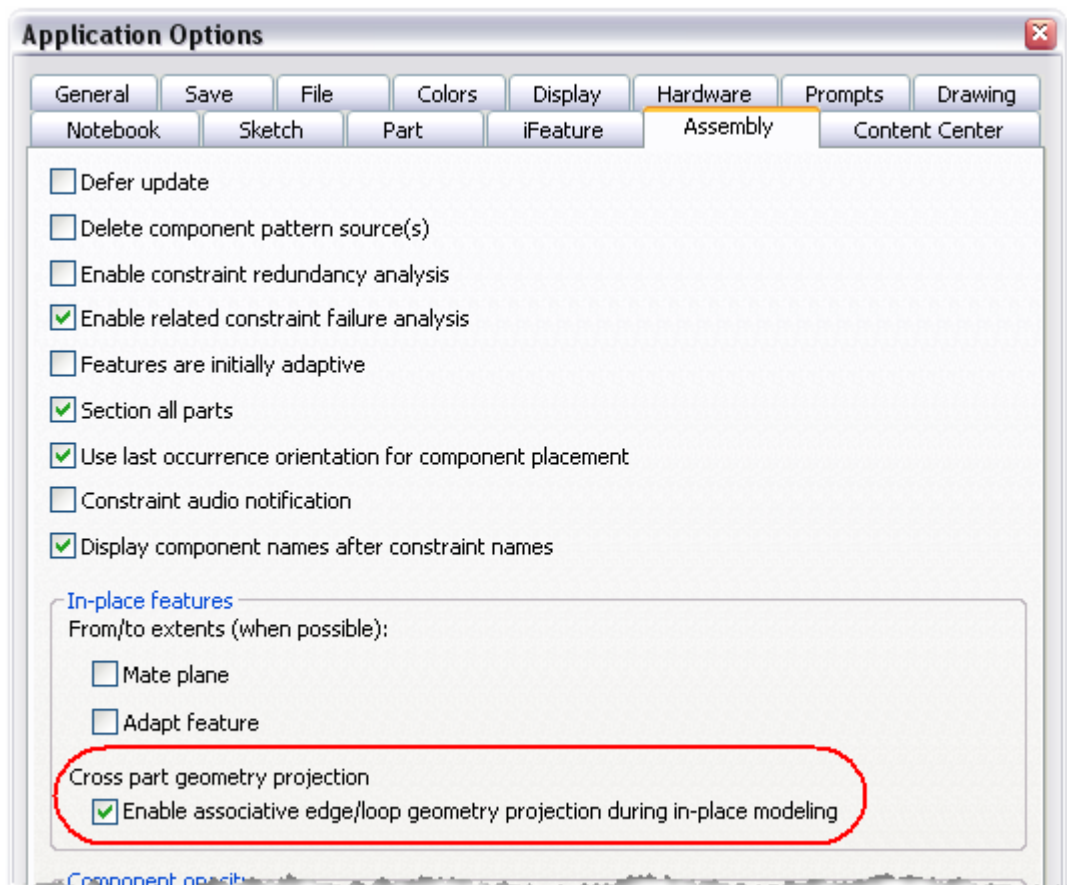 Application Options
General Save File Colors Display Hardware Prompts Drawing
Notebook Sketch Part iFeature Assembly Content Center
Defer update
Delete component pattern source(s)
Enable constraint redundancy analysis
Enable related constraint failure analysis
Features are initially adaptive
Section all parts
Use last occurrence orientation for component placement
Constraint audio notification
Display component names after constraint names
In-place features
From/to extents (when possible):
Mate plane
Adapt feature
Cross part geometry projection
Enable associative edge/loop geometry projection during in-place modeling
Component opacity